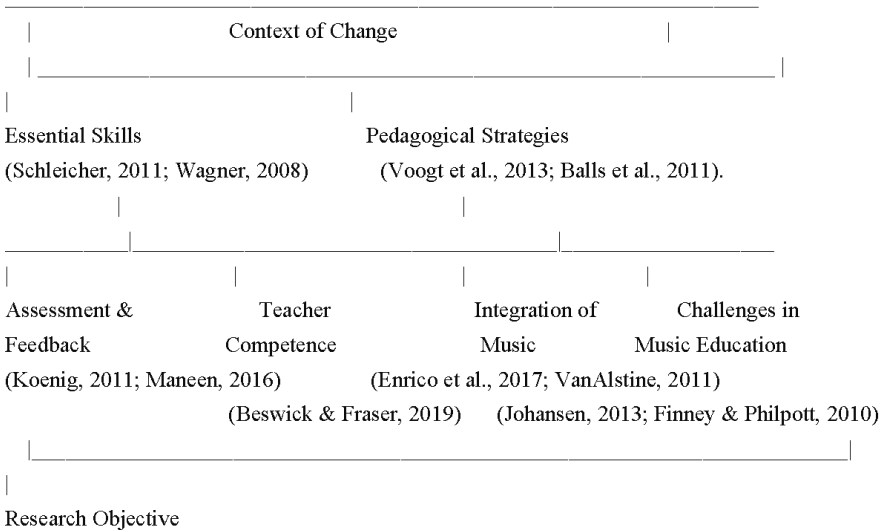 Context of Change
Essential Skills Pedagogical Strategies
(Schleicher, 2011; Wagner, 2008) (Voogt et al., 2013; Balls et al., 2011).
Assessment & Teacher Integration of Challenges in
Feedback Competence Music Music Education
(Koenig, 2011; Maneen, 2016) (Enrico et al., 2017; VanAlstine, 2011)
(Beswick & Fraser, 2019) (Johansen, 2013; Finney & Philpott, 2010)
Research Objective